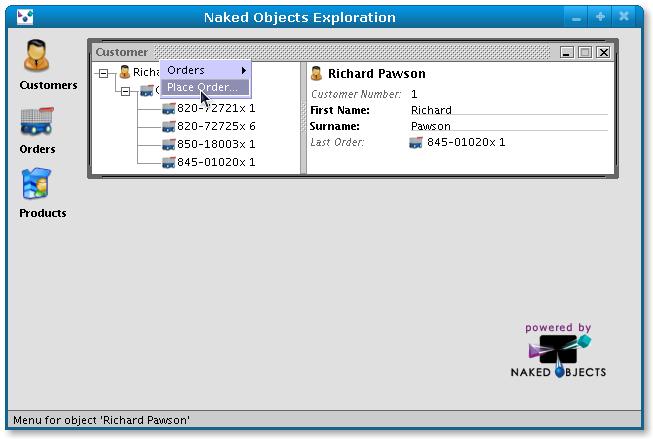 Naked Objects Exploration
Customers
Orders
Products
Customer
Richa
Orders
Place Order...
820-72721x 1
820-72725x 6
850-18003x 1
845-01020x 1
Richard Pawson
Customer Number: 1
First Name: Richard
Surname: Pawson
Last Order: 845-01020x 1
powered by
NAKED OBJECTS
Menu for object 'Richard Pawson'